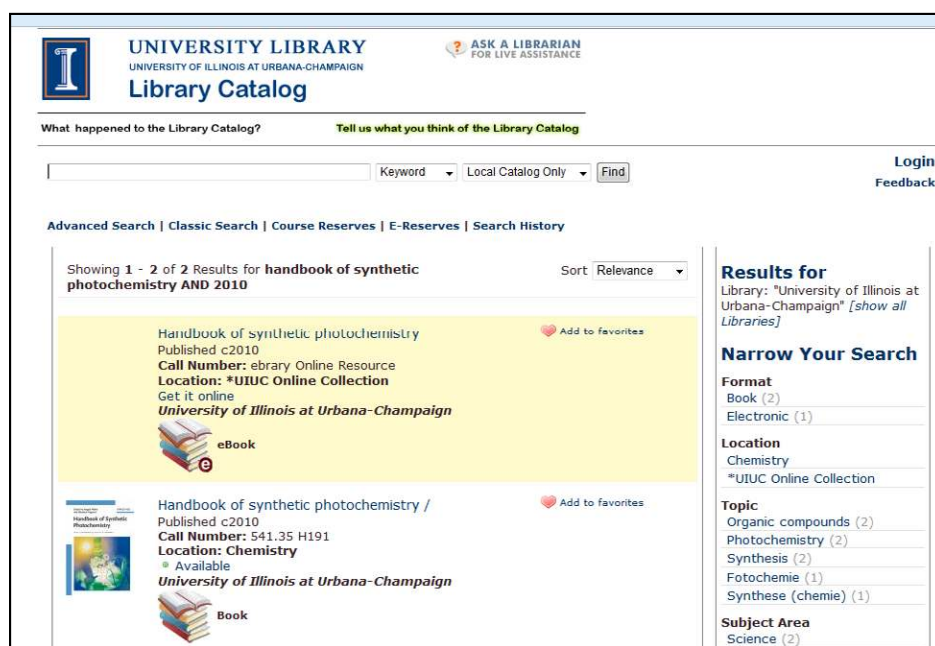 UNIVERSITY LIBRARY
UNIVERSITY OF ILLINOIS AT URBANA-CHAMPAIGN
Library Catalog
? ASK A LIBRARIAN
FOR LIVE ASSISTANCE
What happened to the Library Catalog?
Tell us what you think of the Library Catalog
Keyword
Local Catalog Only
Find
Login
Feedback
Advanced Search | Classic Search | Course Reserves | E-Reserves | Search History
Showing 1 - 2 of 2 Results for handbook of synthetic
photochemistry AND 2010
Sort Relevance
Handbook of synthetic photochemistry
Add to favorites
Published c2010
Call Number: ebrary Online Resource
Location: *UIUC Online Collection
Get it online
University of Illinois at Urbana-Champaign
e
eBook
Handbook of Synthetic
Photochemistry
Handbook of synthetic photochemistry /
Add to favorites
Published c2010
Call Number: 541.35 H191
Location: Chemistry
Available
University of Illinois at Urbana-Champaign
Book
Results for
Library: "University of Illinois at
Urbana-Champaign" [show all
Libraries]
Narrow Your Search
Format
Book (2)
Electronic (1)
Location
Chemistry
*UIUC Online Collection
Topic
Organic compounds (2)
Photochemistry (2)
Synthesis (2)
Fotochemie (1)
Synthese (chemie) (1)
Subject Area
Science (2)